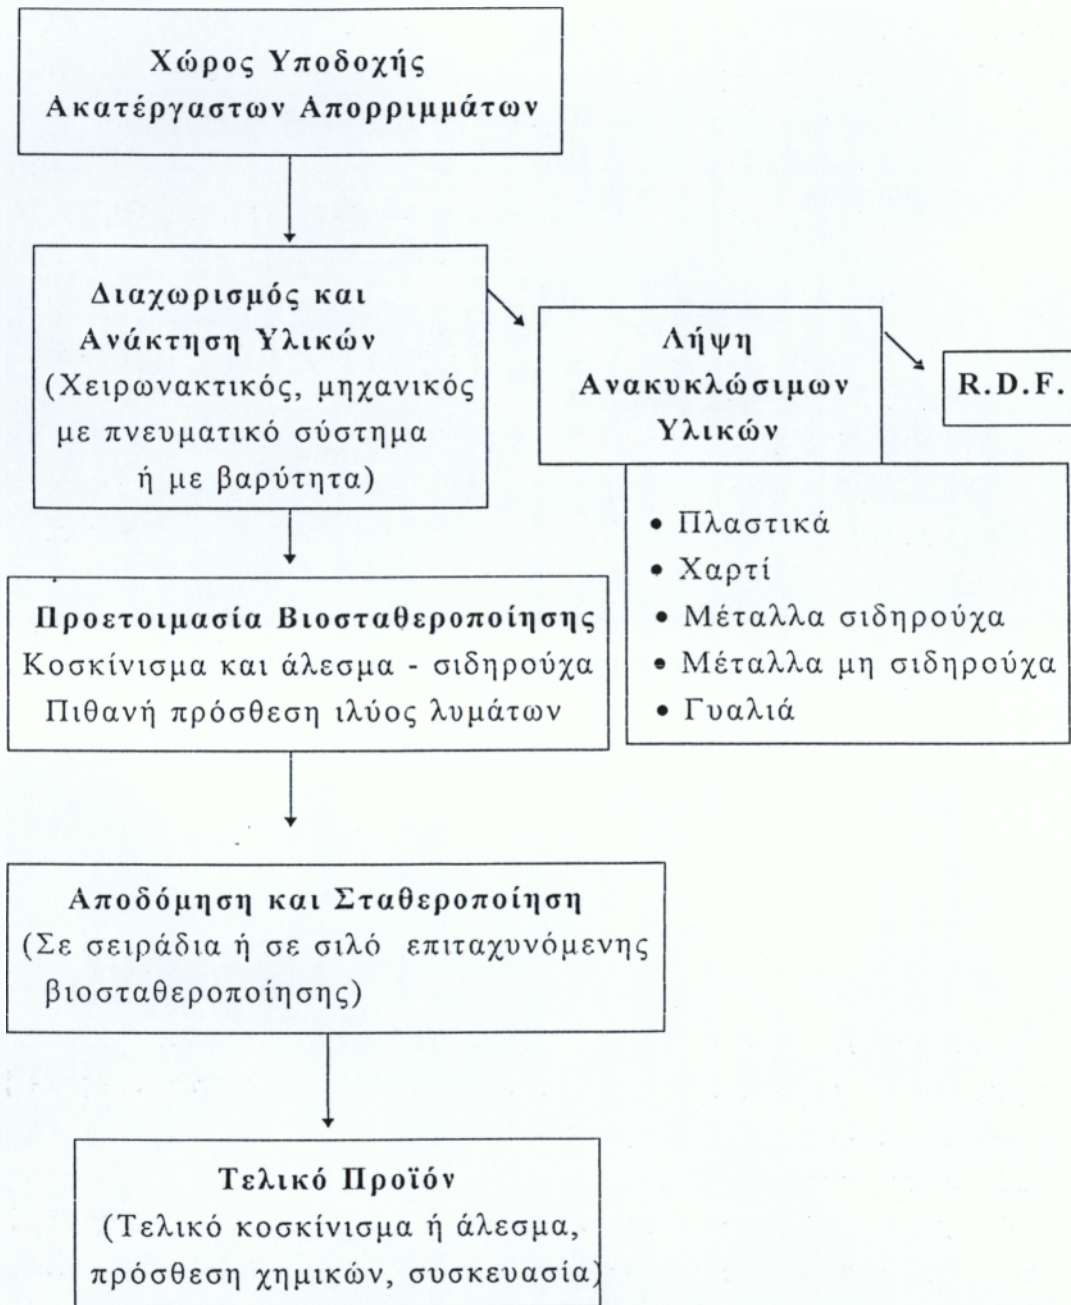 Χώρος Υποδοχής
Ακατέργαστων Απορριμμάτων
Διαχωρισμός και
Ανάκτηση Υλικών
(Χειρωνακτικός, μηχανικός
με πνευματικό σύστημα
ή με βαρύτητα)
Λήψη
Ανακυκλώσιμων
Υλικών
R.D.F.
• Πλαστικά
• Χαρτί
• Μέταλλα σιδηρούχα
• Μέταλλα μη σιδηρούχα
• Γυαλιά
Προετοιμασία Βιοσταθεροποίησης
Κοσκίνισμα και άλεσμα - σιδηρούχα
Πιθανή πρόσθεση ιλύος λυμάτων
Αποδόμηση και Σταθεροποίηση
(Σε σειράδια ή σε σιλό επιταχυνόμενης
βιοσταθεροποίησης)
Τελικό Προϊόν
(Τελικό κοσκίνισμα ή άλεσμα,
πρόσθεση χημικών, συσκευασία)